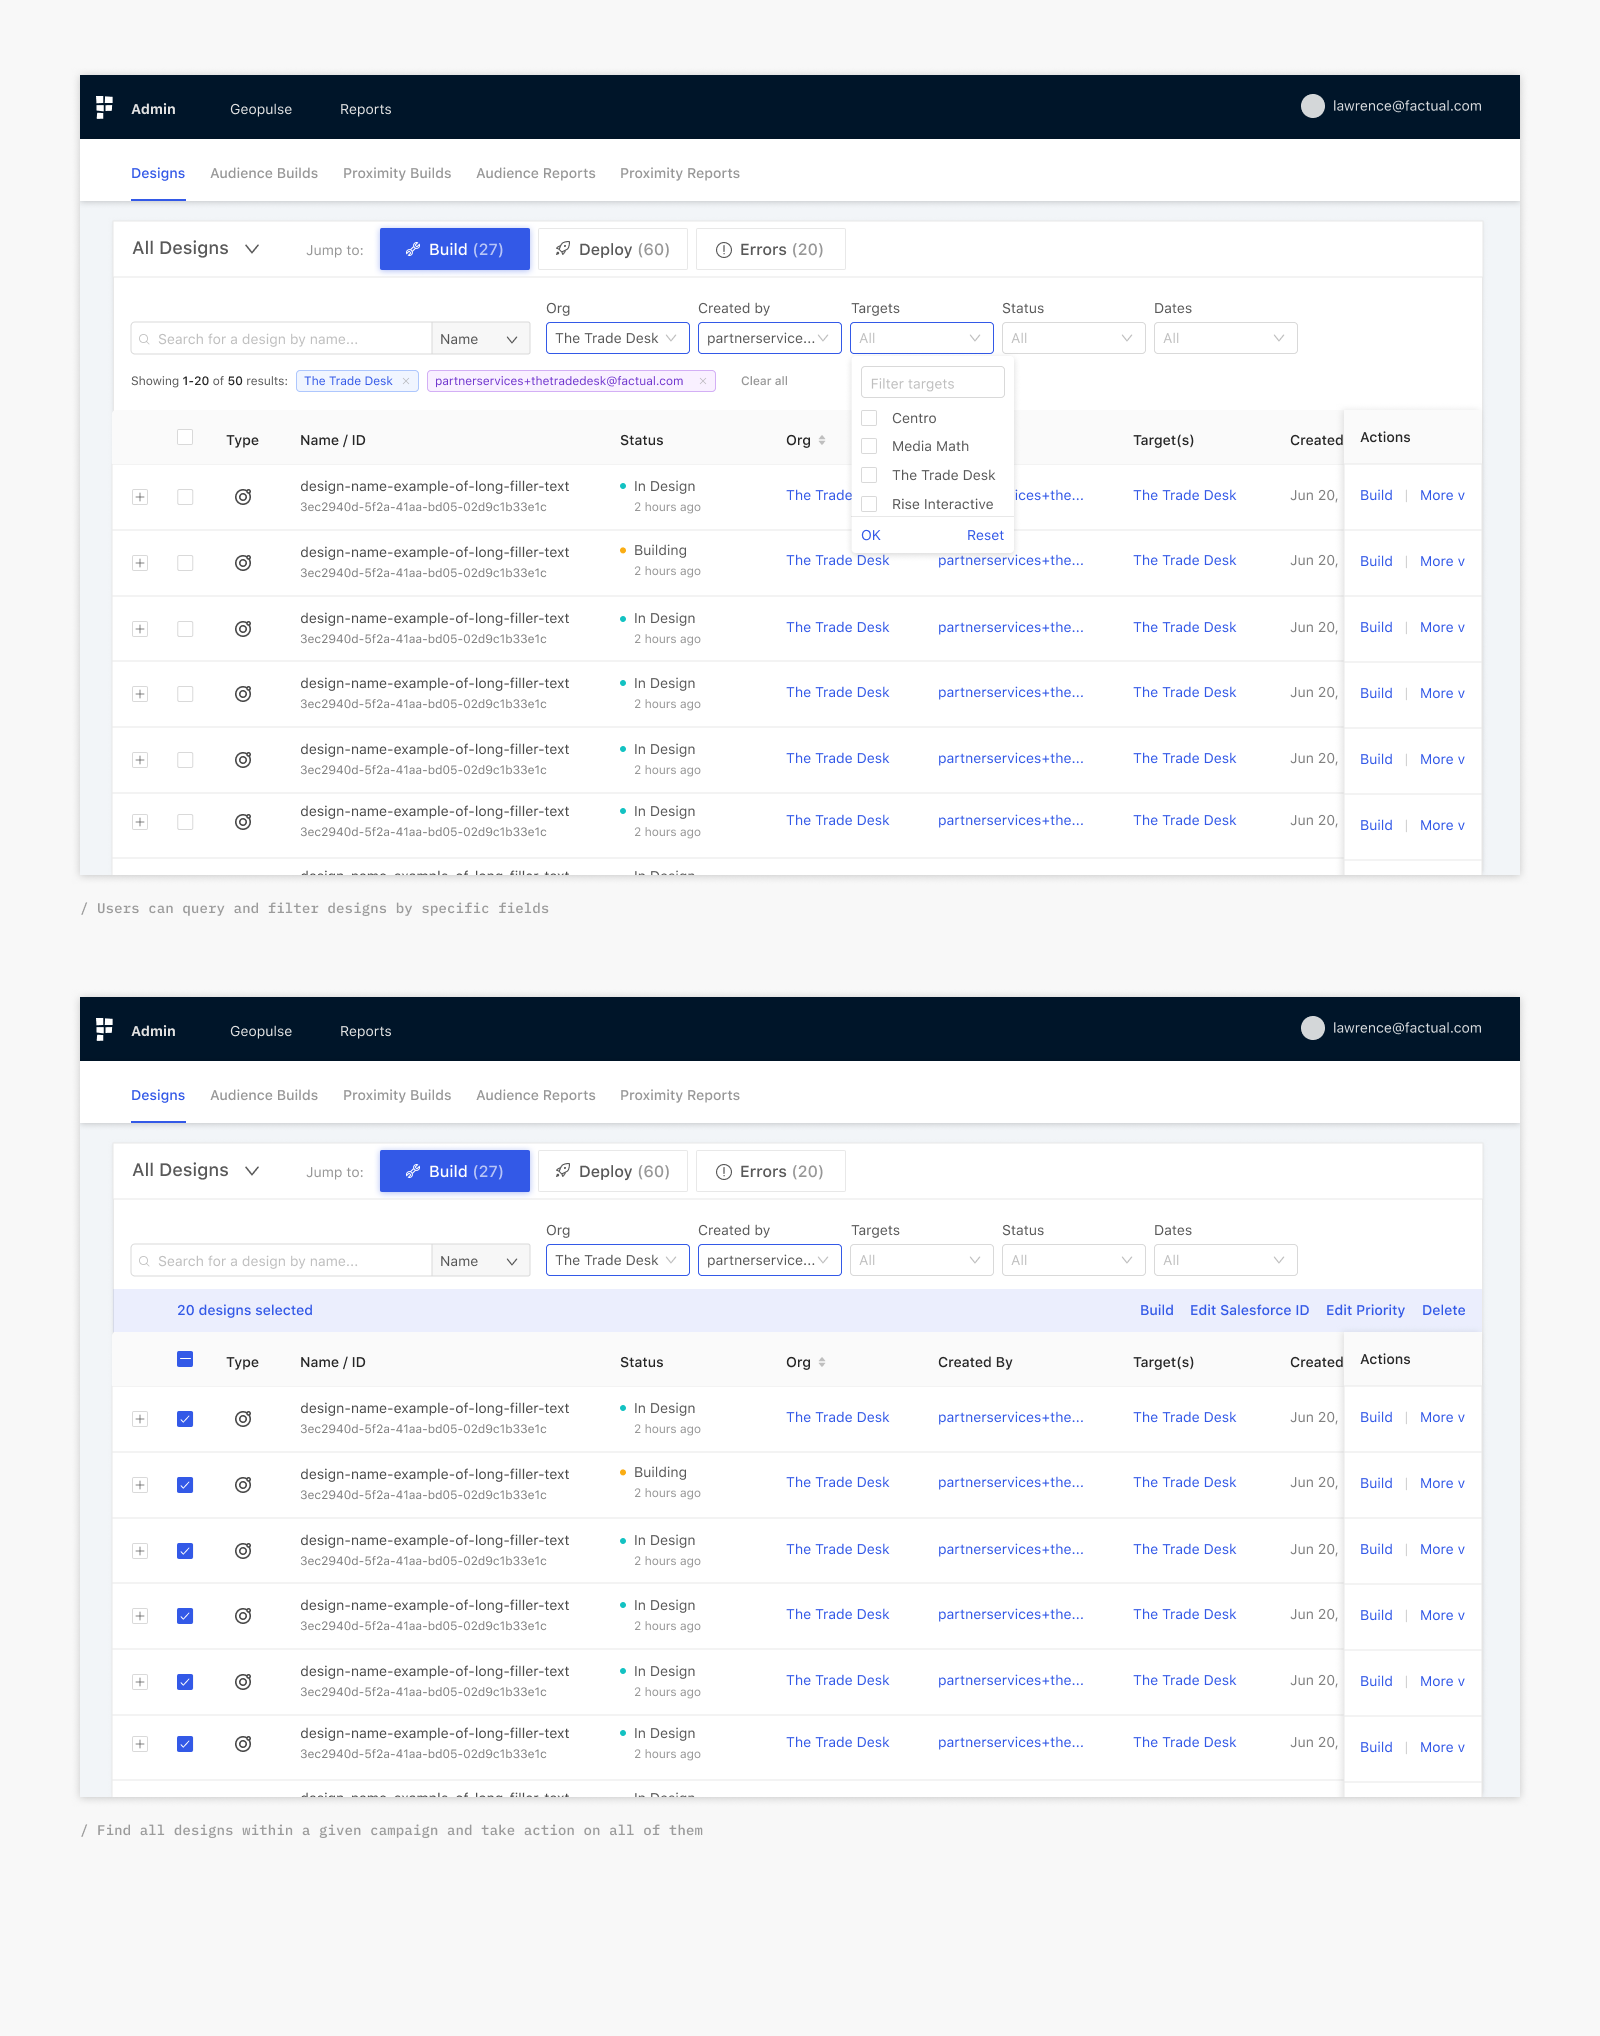 Admin Geopulse Reports lawrence@factual.com
Designs Audience Builds Proximity Builds Audience Reports Proximity Reports
All Designs Jump to: Build (27) Deploy (60) Errors (20)
Org Created by Targets Status Dates
Search for a design by name... Name The Trade Desk partnerservice... All All All
Showing 1-20 of 50 results: The Trade Desk × partnerservices+thetradedesk@factual.com × Clear all
Filter targets
Centro
Media Math
The Trade Desk
Rise Interactive
OK Reset
Type Name / ID Status Org Target(s) Created Actions
design-name-example-of-long-filler-text In Design
The Trade ices+the... The Trade Desk Jun 20, Build | More v
3ec2940d-5f2a-41aa-bd05-02d9c1b33e1c 2 hours ago
design-name-example-of-long-filler-text Building
The Trade Desk partnerservices+the... The Trade Desk Jun 20, Build | More v
3ec2940d-5f2a-41aa-bd05-02d9c1b33e1c 2 hours ago
design-name-example-of-long-filler-text In Design
The Trade Desk partnerservices+the... The Trade Desk Jun 20, Build | More v
3ec2940d-5f2a-41aa-bd05-02d9c1b33e1c 2 hours ago
design-name-example-of-long-filler-text In Design
The Trade Desk partnerservices+the... The Trade Desk Jun 20, Build | More v
3ec2940d-5f2a-41aa-bd05-02d9c1b33e1c 2 hours ago
design-name-example-of-long-filler-text In Design
The Trade Desk partnerservices+the... The Trade Desk Jun 20, Build | More v
3ec2940d-5f2a-41aa-bd05-02d9c1b33e1c 2 hours ago
design-name-example-of-long-filler-text In Design
The Trade Desk partnerservices+the... The Trade Desk Jun 20, Build | More v
3ec2940d-5f2a-41aa-bd05-02d9c1b33e1c 2 hours ago
/ Users can query and filter designs by specific fields
Admin Geopulse Reports lawrence@factual.com
Designs Audience Builds Proximity Builds Audience Reports Proximity Reports
All Designs Jump to: Build (27) Deploy (60) Errors (20)
Org Created by Targets Status Dates
Search for a design by name... Name The Trade Desk partnerservice... All All All
20 designs selected Build Edit Salesforce ID Edit Priority Delete
Type Name / ID Status Org Created By Target(s) Created Actions
design-name-example-of-long-filler-text In Design
The Trade Desk partnerservices+the... The Trade Desk Jun 20, Build | More v
3ec2940d-5f2a-41aa-bd05-02d9c1b33e1c 2 hours ago
design-name-example-of-long-filler-text Building
The Trade Desk partnerservices+the... The Trade Desk Jun 20, Build | More v
3ec2940d-5f2a-41aa-bd05-02d9c1b33e1c 2 hours ago
design-name-example-of-long-filler-text In Design
The Trade Desk partnerservices+the... The Trade Desk Jun 20, Build | More v
3ec2940d-5f2a-41aa-bd05-02d9c1b33e1c 2 hours ago
design-name-example-of-long-filler-text In Design
The Trade Desk partnerservices+the... The Trade Desk Jun 20, Build | More v
3ec2940d-5f2a-41aa-bd05-02d9c1b33e1c 2 hours ago
design-name-example-of-long-filler-text In Design
The Trade Desk partnerservices+the... The Trade Desk Jun 20, Build | More v
3ec2940d-5f2a-41aa-bd05-02d9c1b33e1c 2 hours ago
design-name-example-of-long-filler-text In Design
The Trade Desk partnerservices+the... The Trade Desk Jun 20, Build | More v
3ec2940d-5f2a-41aa-bd05-02d9c1b33e1c 2 hours ago
/ Find all designs within a given campaign and take action on all of them